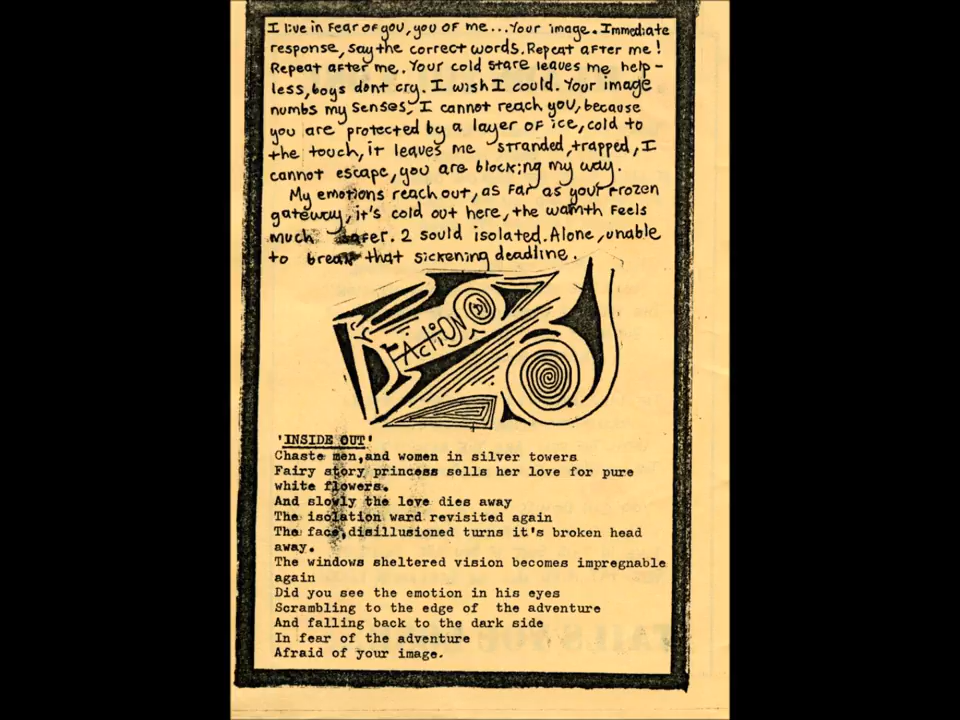 I live in fear of you, you of me... Your image. Immediate
response, say the correct words. Repeat after me!
Repeat after me. Your cold stare leaves me help-
less, boys dont cry. I wish I could. Your image
numbs my senses. I cannot reach you, because
you are protected by a layer of ice, cold to
the touch, it leaves me stranded, trapped, I
cannot escape, you are blocking my way.
My emotions reach out, as far as your frozen
gateway, it's cold out here, the wamth feels
much safer. 2 sould isolated. Alone, unable
to break that sickening deadline.
FAction
'INSIDE OUT'
Chaste men,and women in silver towers
Fairy story princess sells her love for pure
white flowers.
And slowly the love dies away
The isolation ward revisited again
The face,disillusioned turns it's broken head
away.
The windows sheltered vision becomes impregnable
again
Did you see the emotion in his eyes
Scrambling to the edge of the adventure
And falling back to the dark side
In fear of the adventure
Afraid of your image.